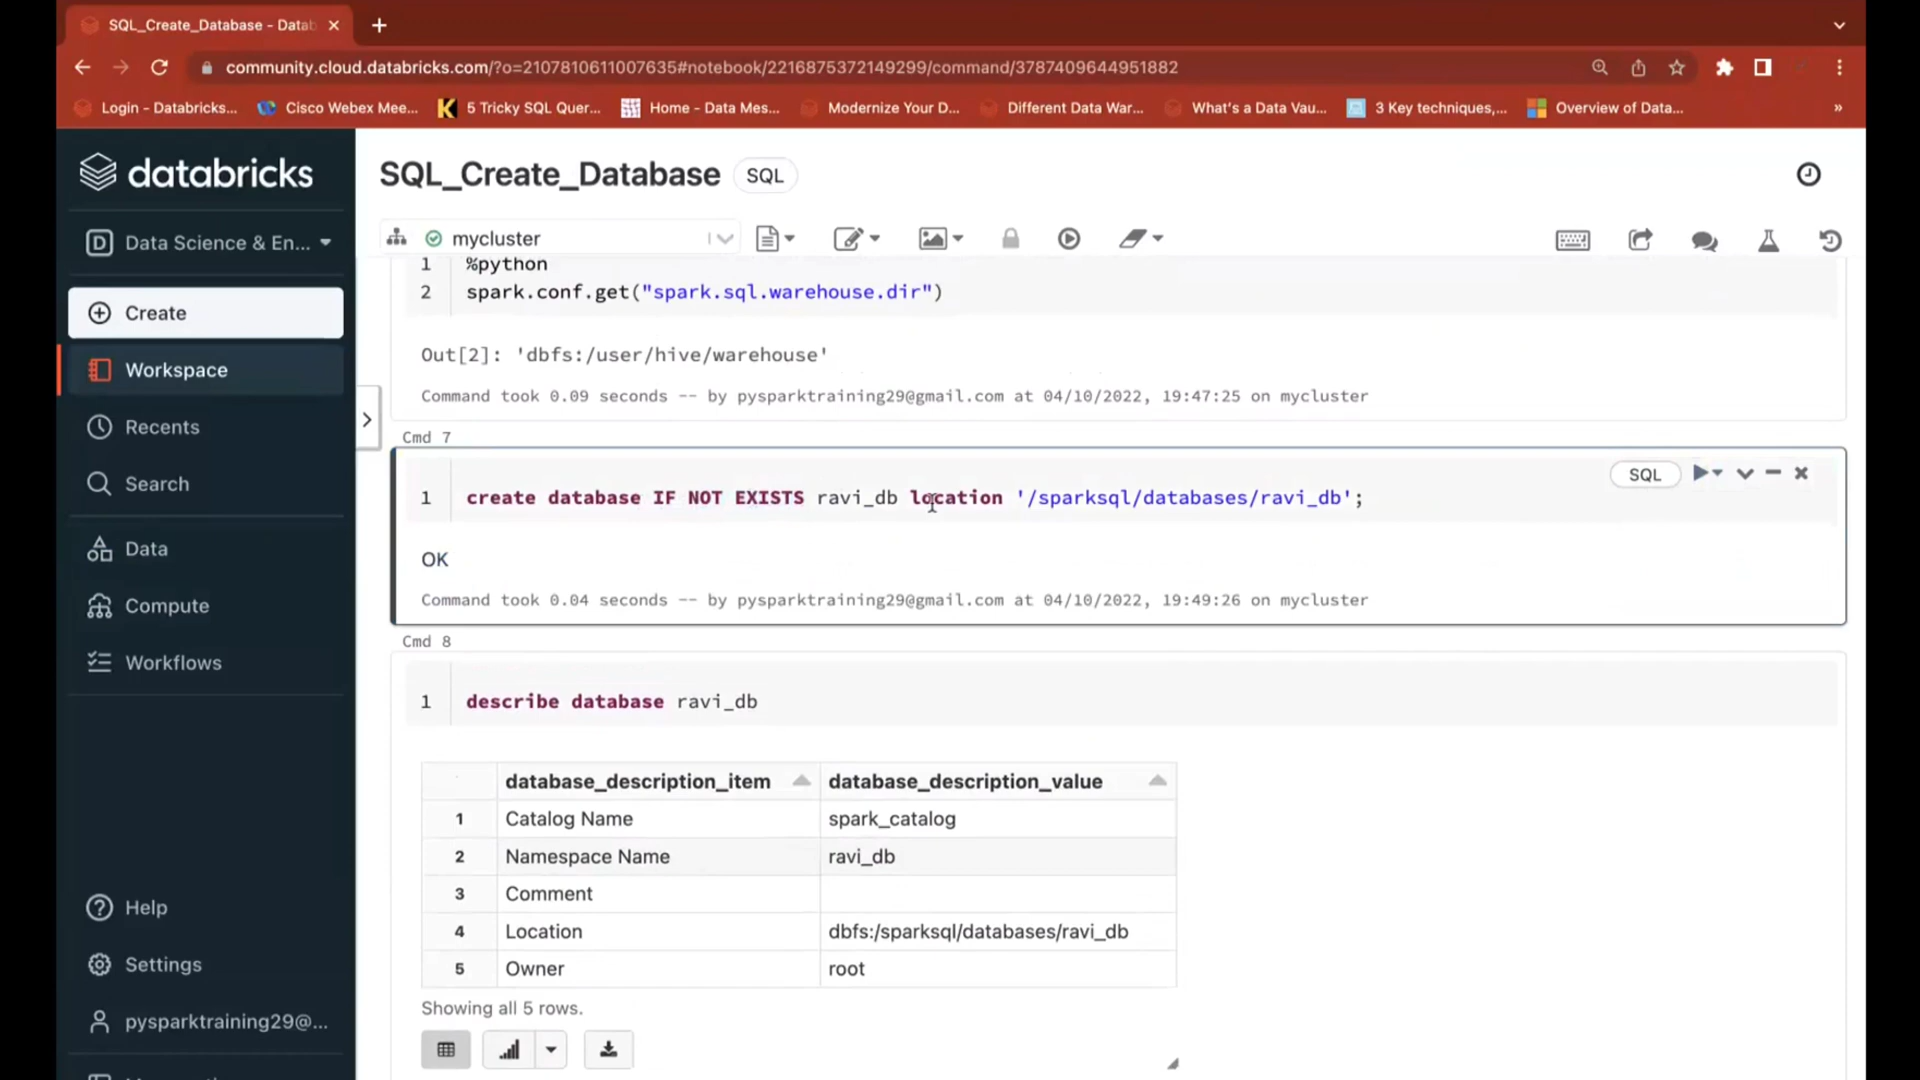 SQL_Create_Database - Datab
community.cloud.databricks.com/?o=2107810611007635#notebook/2216875372149299/command/3787409644951882
Login - Databricks... Cisco Webex Mee... 5 Tricky SQL Quer... Home - Data Mes... Modernize Your D... Different Data War... What's a Data Vau... 3 Key techniques,... Overview of Data... »
databricks
Data Science & En...
Create
Workspace
Recents
Search
Data
Compute
Workflows
Help
Settings
pysparktraining29@...
SQL_Create_Database SQL
mycluster
1 %python
2 spark.conf.get("spark.sql.warehouse.dir")
Out[2]: 'dbfs:/user/hive/warehouse'
Command took 0.09 seconds -- by pysparktraining29@gmail.com at 04/10/2022, 19:47:25 on mycluster
Cmd 7
SQL
1 create database IF NOT EXISTS ravi_db location '/sparksql/databases/ravi_db';
OK
Command took 0.04 seconds -- by pysparktraining29@gmail.com at 04/10/2022, 19:49:26 on mycluster
Cmd 8
1 describe database ravi_db
database_description_item database_description_value
1 Catalog Name spark_catalog
2 Namespace Name ravi_db
3 Comment
4 Location dbfs:/sparksql/databases/ravi_db
5 Owner root
Showing all 5 rows.